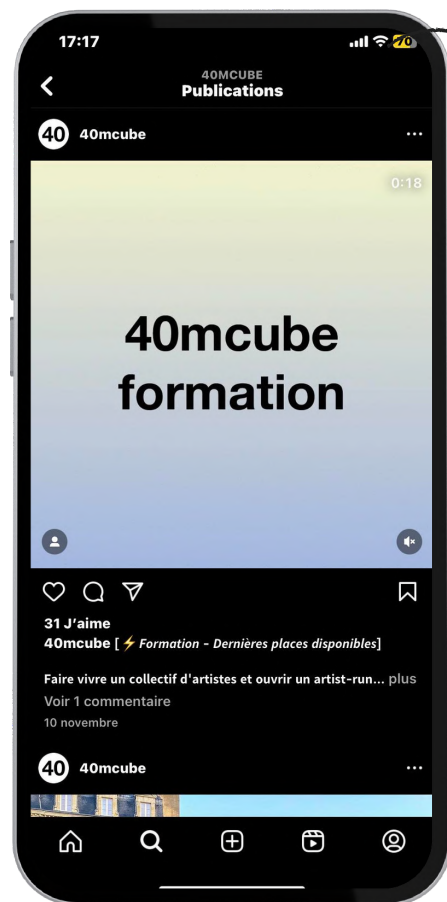 17:17
70
40MCUBE
Publications
40 40mcube
0:18
40mcube
formation
31 J'aime
40mcube [⚡ Formation - Dernières places disponibles]
Faire vivre un collectif d'artistes et ouvrir un artist-run... plus
Voir 1 commentaire
10 novembre
40 40mcube